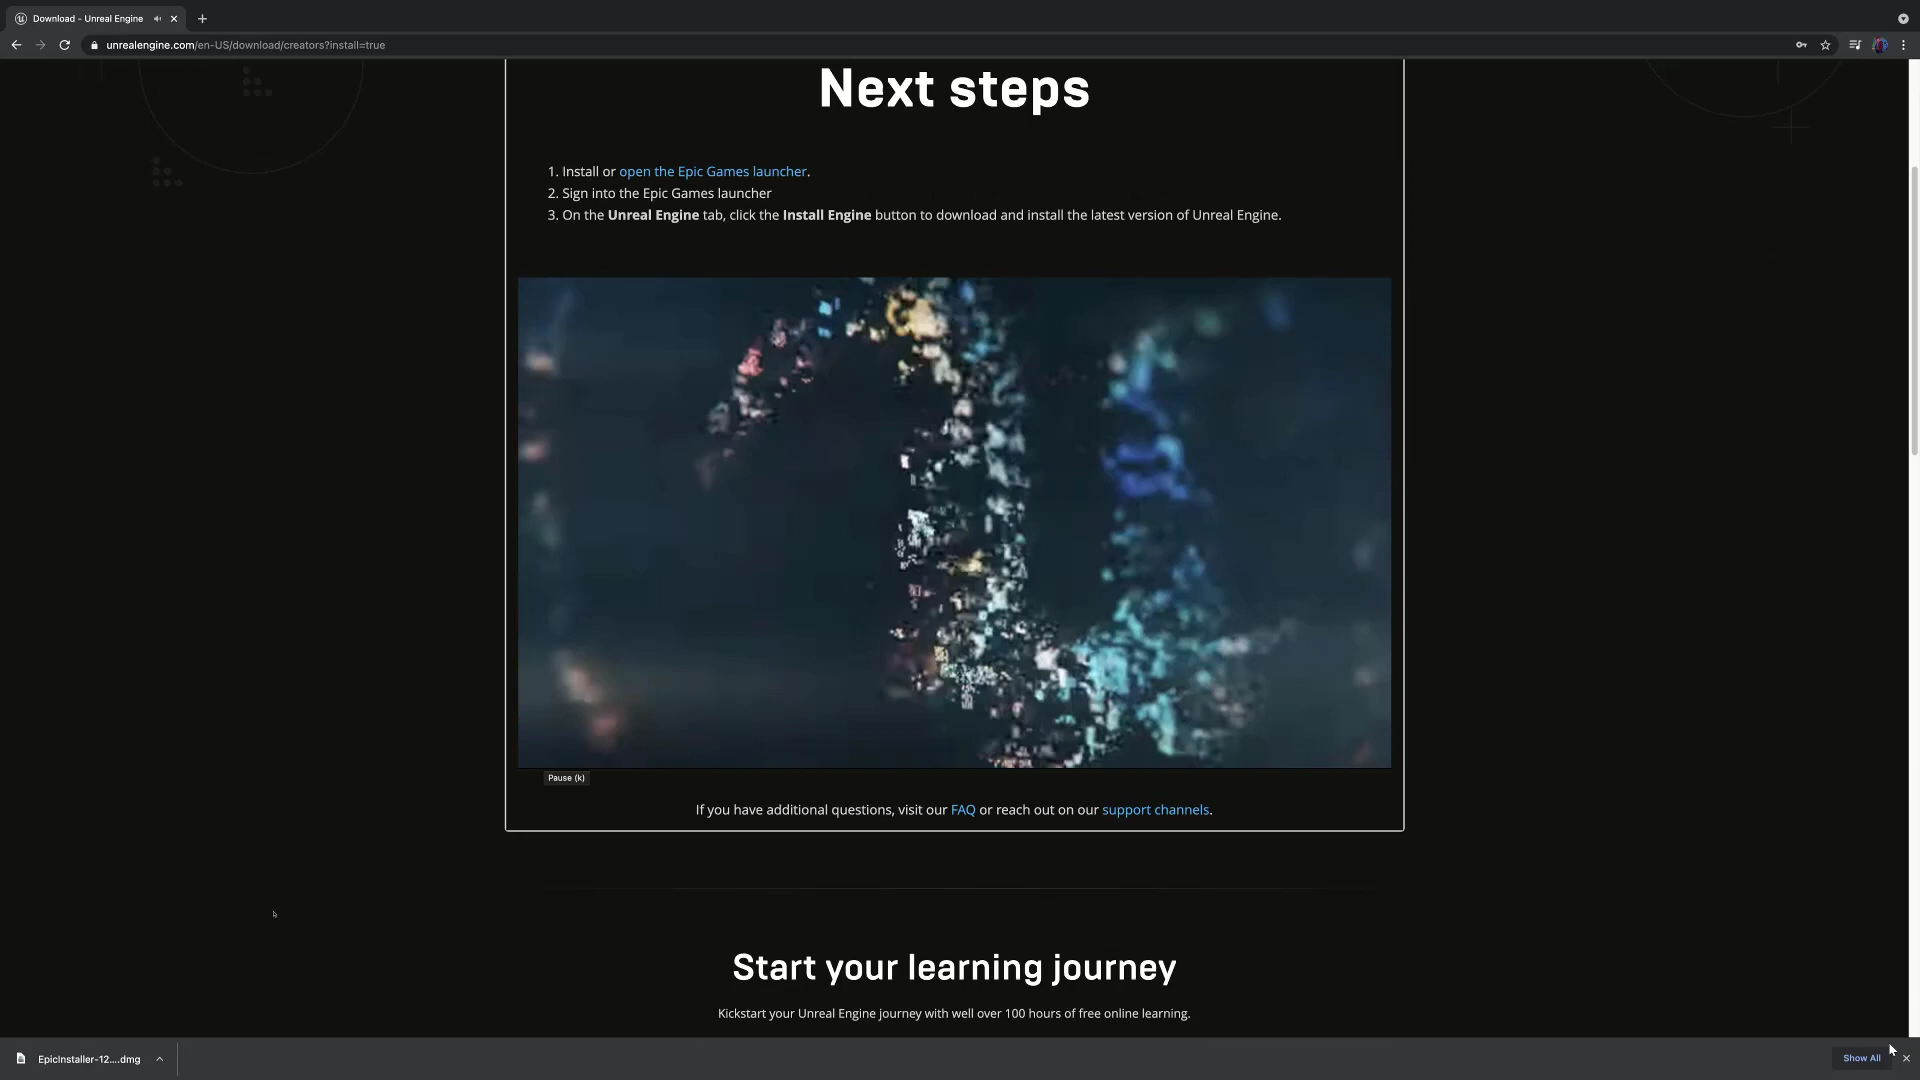 Download - Unreal Engine
unrealengine.com/en-US/download/creators?install=true
Next steps
1. Install or open the Epic Games launcher.
2. Sign into the Epic Games launcher
3. On the Unreal Engine tab, click the Install Engine button to download and install the latest version of Unreal Engine.
Pause (k)
If you have additional questions, visit our FAQ or reach out on our support channels.
Start your learning journey
Kickstart your Unreal Engine journey with well over 100 hours of free online learning.
EpicInstaller-12....dmg
Show All